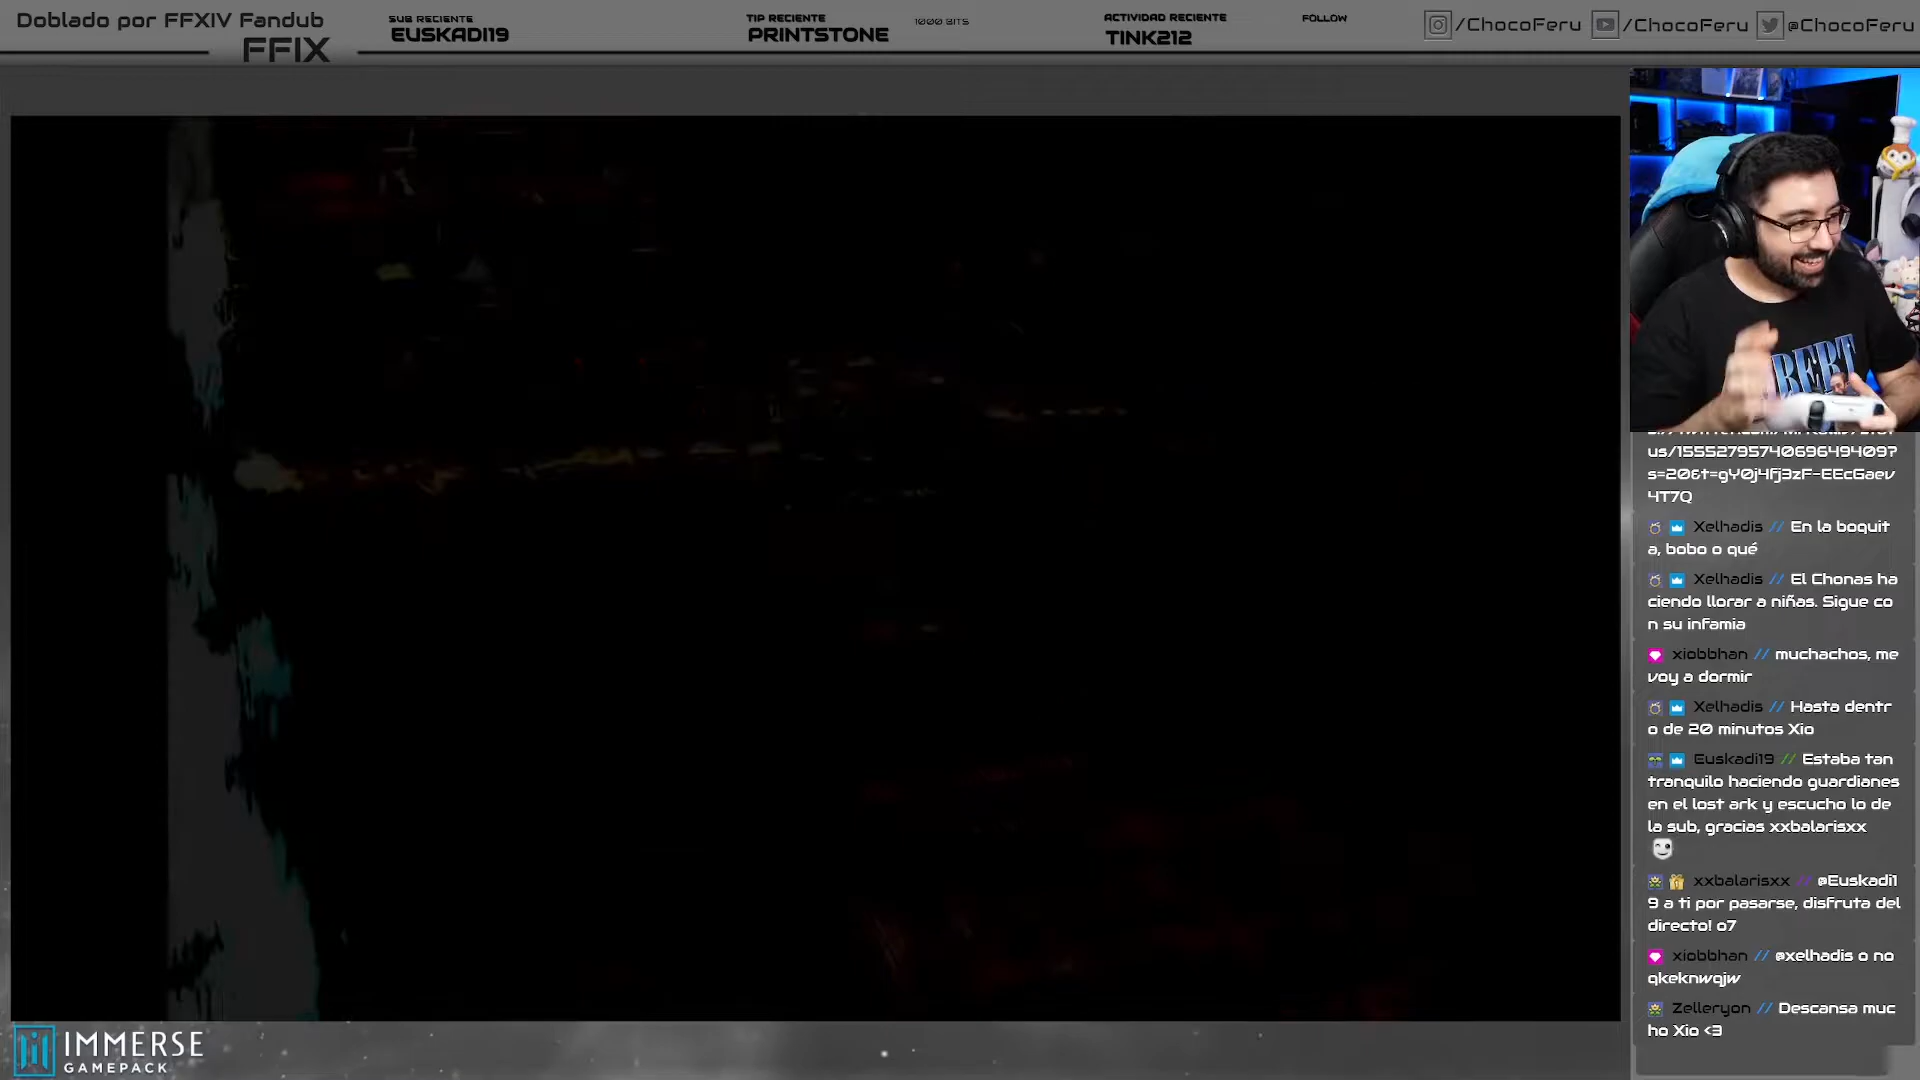 Doblado por FFXIV Fandub
FFIX
SUB RECIENTE
EUSKADI19
TIP RECIENTE
PRINTSTONE
1000 BITS
ACTIVIDAD RECIENTE
TINK212
FOLLOW
/ChocoFeru
/ChocoFeru
@ChocoFeru
us/1555279574069649409?
s=20&t=gY0j4fj3zF-EEcGaev
4T7Q
Xelhadis // En la boquit
a, bobo o qué
Xelhadis // El Chonas ha
ciendo llorar a niñas. Sigue co
n su infamia
xiobbhan // muchachos, me
voy a dormir
Xelhadis // Hasta dentr
o de 20 minutos Xio
Euskadi19 // Estaba tan
tranquilo haciendo guardianes
en el lost ark y escucho lo de
la sub, gracias xxbalarisxx
xxbalarisxx // @Euskadi1
9 a ti por pasarse, disfruta del
directo! o7
xiobbhan // @xelhadis o no
qkeknwqjw
Zelleryon // Descansa muc
ho Xio <3
IMMERSE
GAMEPACK